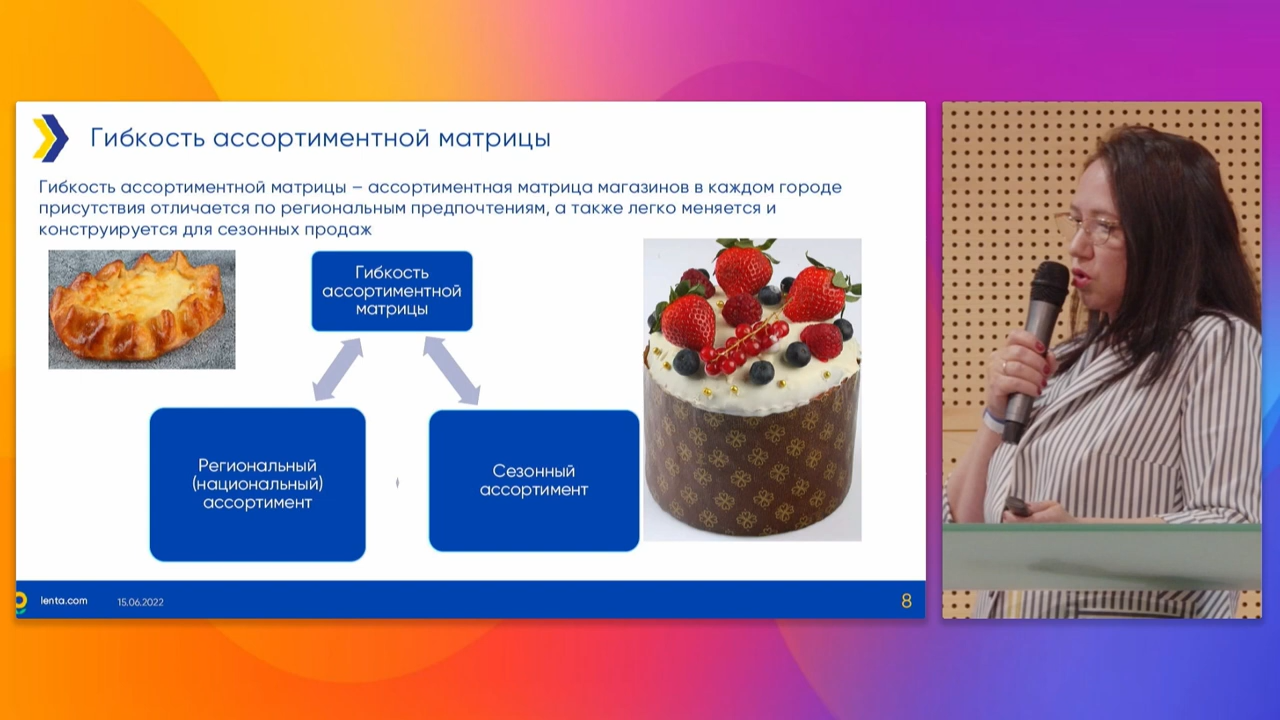 Гибкость ассортиментной матрицы
Гибкость ассортиментной матрицы – ассортиментная матрица магазинов в каждом городе
присутствия отличается по региональным предпочтениям, а также легко меняется и
конструируется для сезонных продаж
Гибкость
ассортиментной
матрицы
Региональный
(национальный)
ассортимент
Сезонный
ассортимент
lenta.com
15.06.2022
8